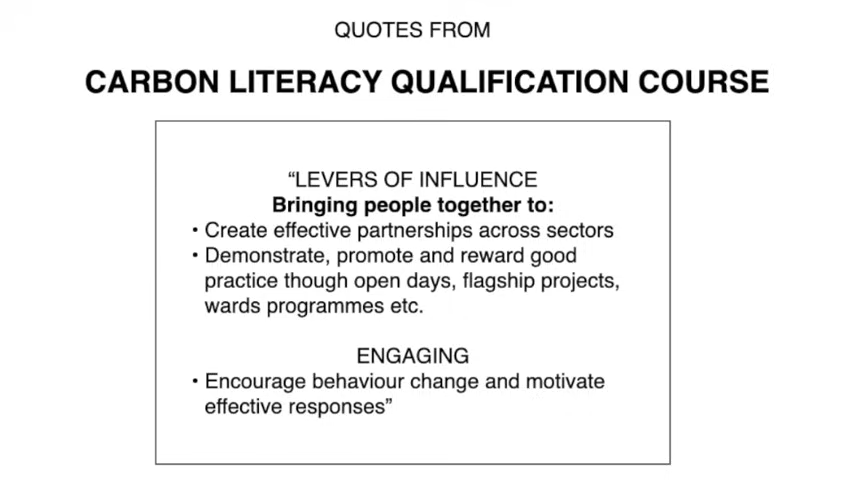 QUOTES FROM
CARBON LITERACY QUALIFICATION COURSE
“LEVERS OF INFLUENCE
Bringing people together to:
• Create effective partnerships across sectors
• Demonstrate, promote and reward good
practice though open days, flagship projects,
wards programmes etc.
ENGAGING
• Encourage behaviour change and motivate
effective responses”